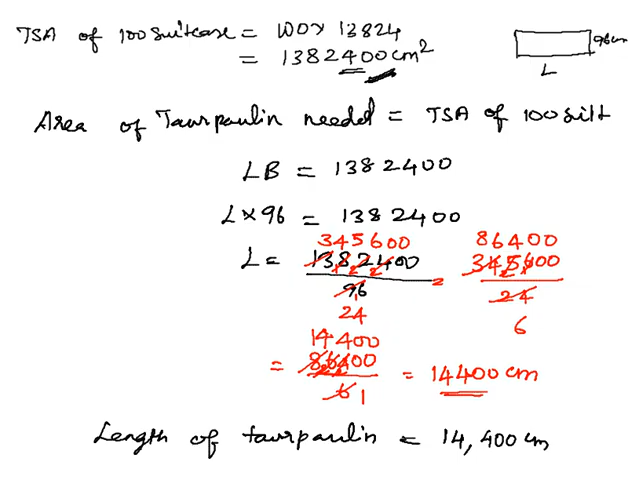 TSA of 100 Suitcase = 100 x 13824
= 1382400 cm²
96cm
L
Area of Taurpaulin needed = TSA of 100 suit
LB = 1382400
L x 96 = 1382400
345600 86400
L = 1382400 / 96 = 345600 / 24
24 6
14400
= 86400 / 6 = 14400 cm
1
Length of taurpaulin = 14,400 cm